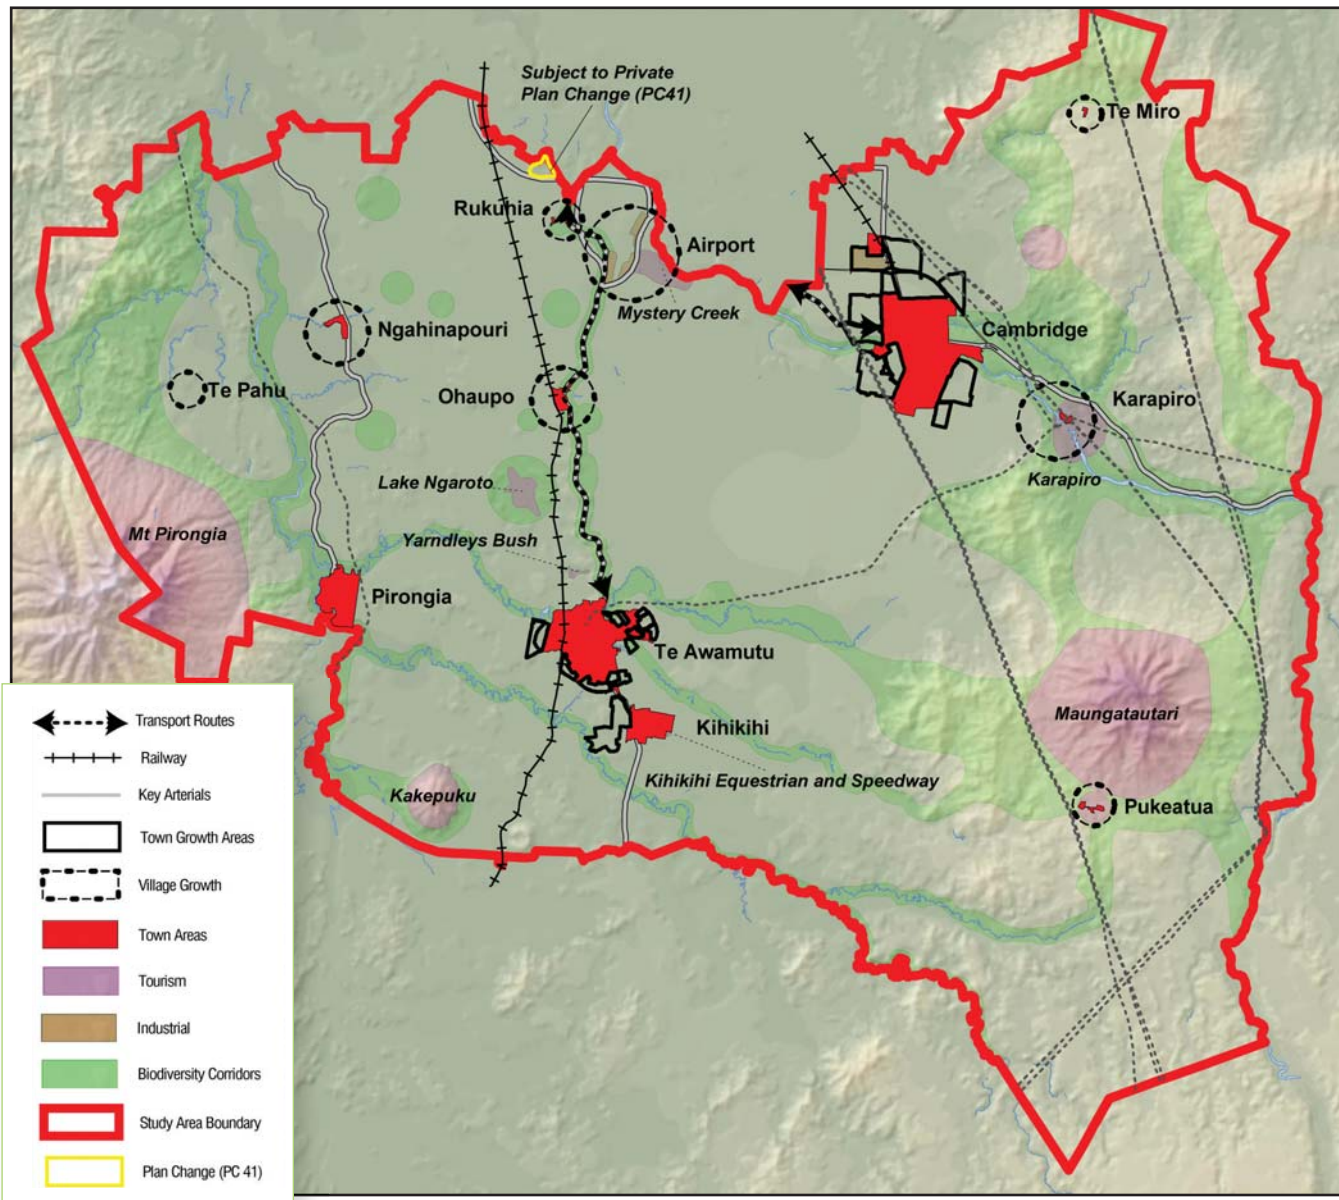 Subject to Private
Plan Change (PC41)
Te Miro
Rukuhia
Airport
Mystery Creek
Ngahinapouri
Cambridge
Te Pahu
Ohaupo
Karapiro
Lake Ngaroto
Karapiro
Mt Pirongia
Yarndleys Bush
Pirongia
Te Awamutu
Maungatautari
Kihikihi
Kihikihi Equestrian and Speedway
Kakepuku
Pukeatua
Transport Routes
Railway
Key Arterials
Town Growth Areas
Village Growth
Town Areas
Tourism
Industrial
Biodiversity Corridors
Study Area Boundary
Plan Change (PC 41)